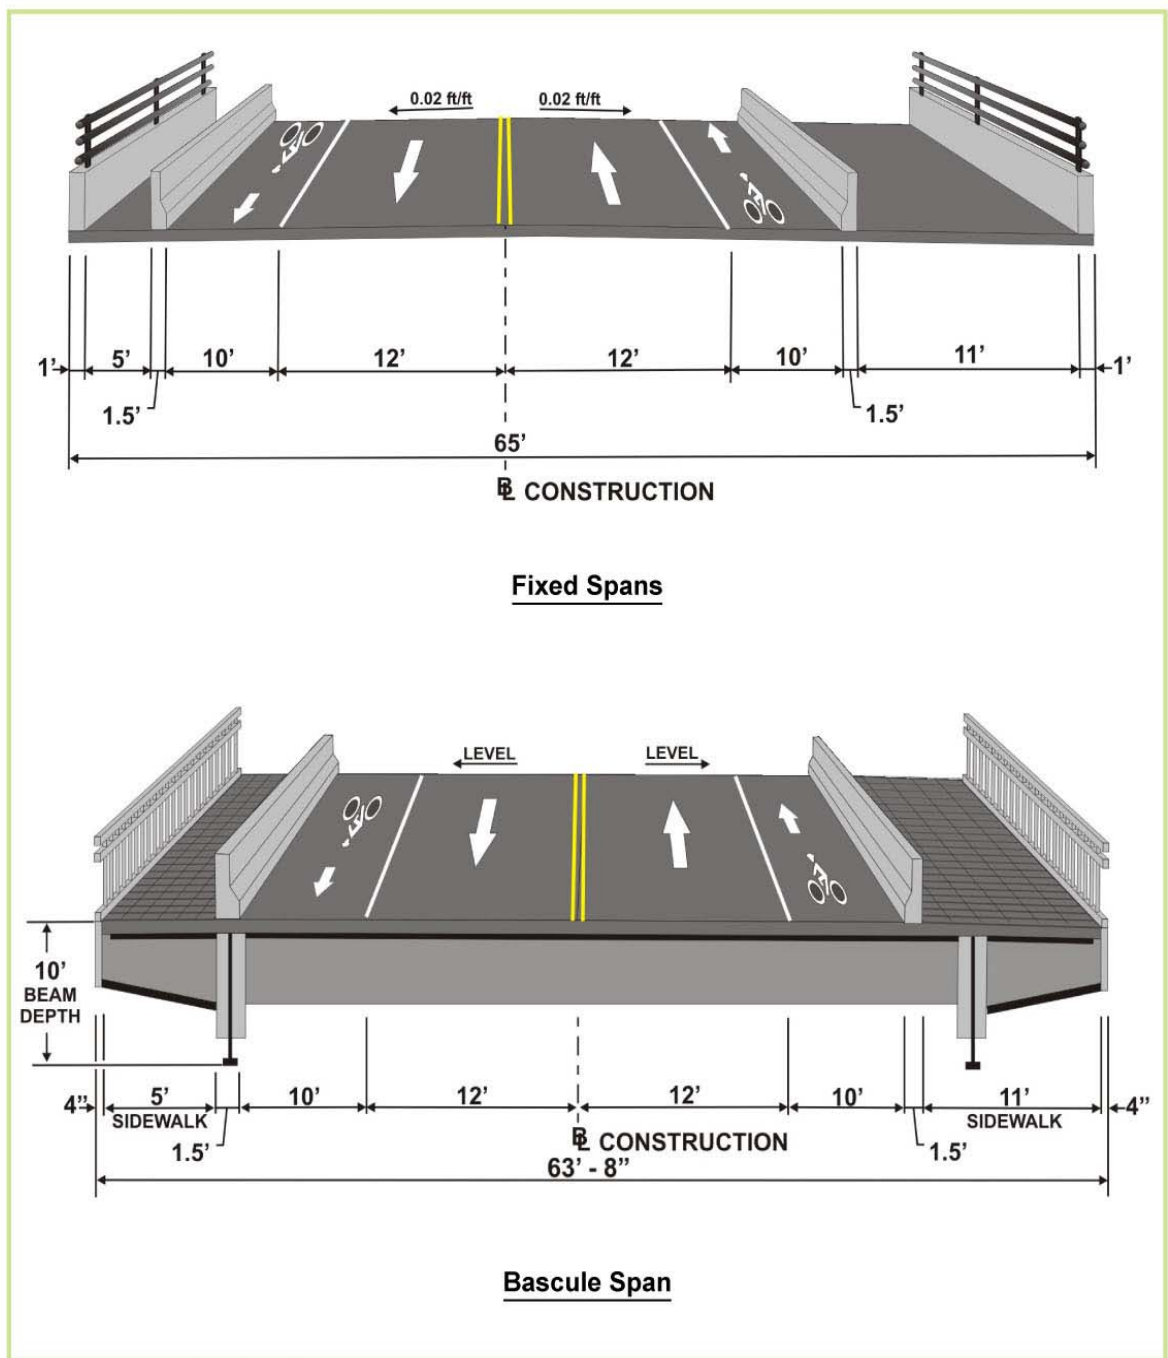 0.02 ft/ft 0.02 ft/ft
1' 5' 10' 12' 12' 10' 11' 1'
1.5' 1.5'
65'
BL CONSTRUCTION
Fixed Spans
LEVEL LEVEL
10'
BEAM
DEPTH
4" 5' 10' 12' 12' 10' 11' 4"
SIDEWALK SIDEWALK
1.5' BL CONSTRUCTION 1.5'
63' - 8"
Bascule Span